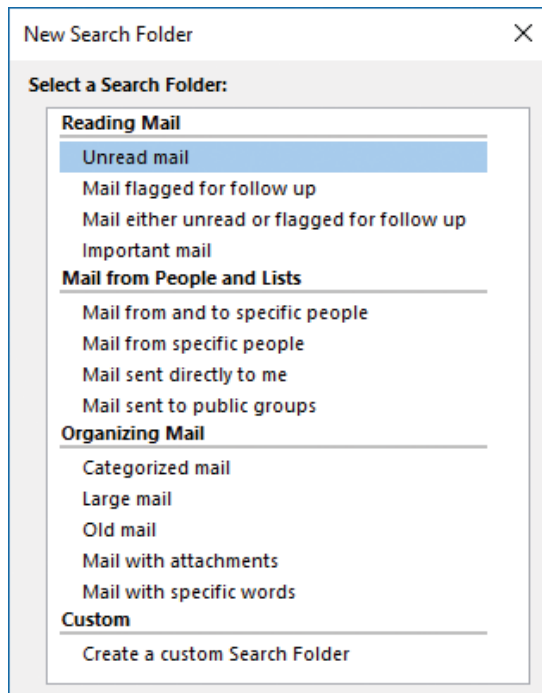 New Search Folder
Select a Search Folder:
Reading Mail
Unread mail
Mail flagged for follow up
Mail either unread or flagged for follow up
Important mail
Mail from People and Lists
Mail from and to specific people
Mail from specific people
Mail sent directly to me
Mail sent to public groups
Organizing Mail
Categorized mail
Large mail
Old mail
Mail with attachments
Mail with specific words
Custom
Create a custom Search Folder